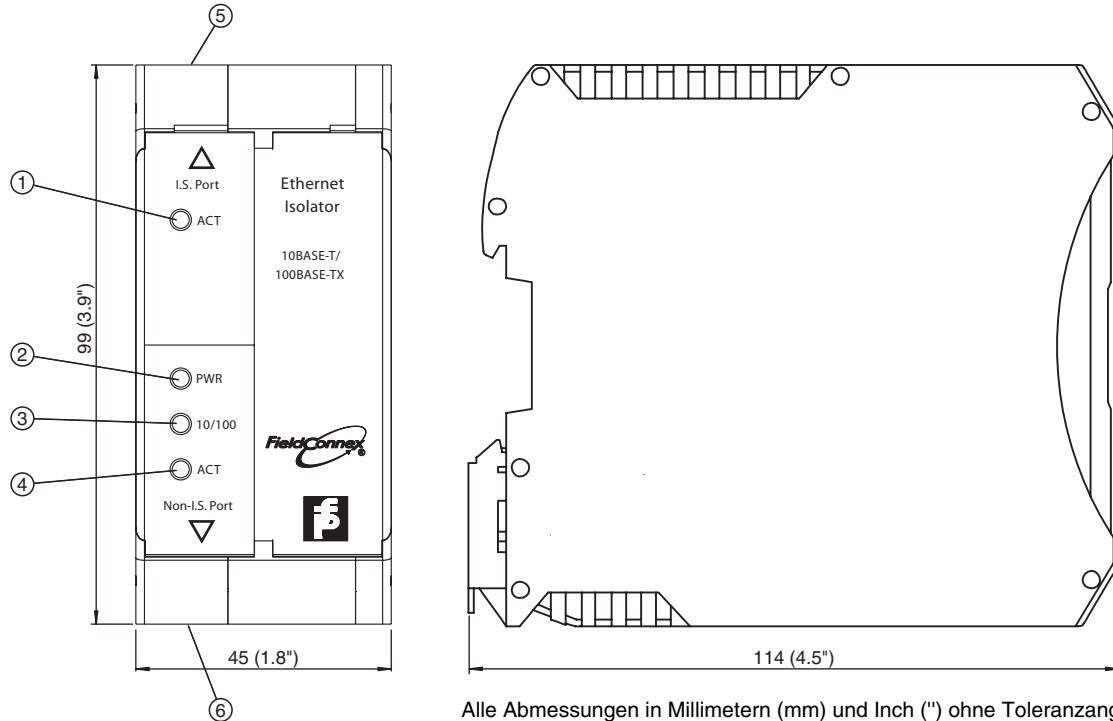 5
1
I.S. Port
ACT
Ethernet
Isolator
10BASE-T/
100BASE-TX
99 (3.9")
2
PWR
3
10/100
4
ACT
Non-I.S. Port
FieldConnex®
45 (1.8")
114 (4.5")
6
Alle Abmessungen in Millimetern (mm) und Inch (") ohne